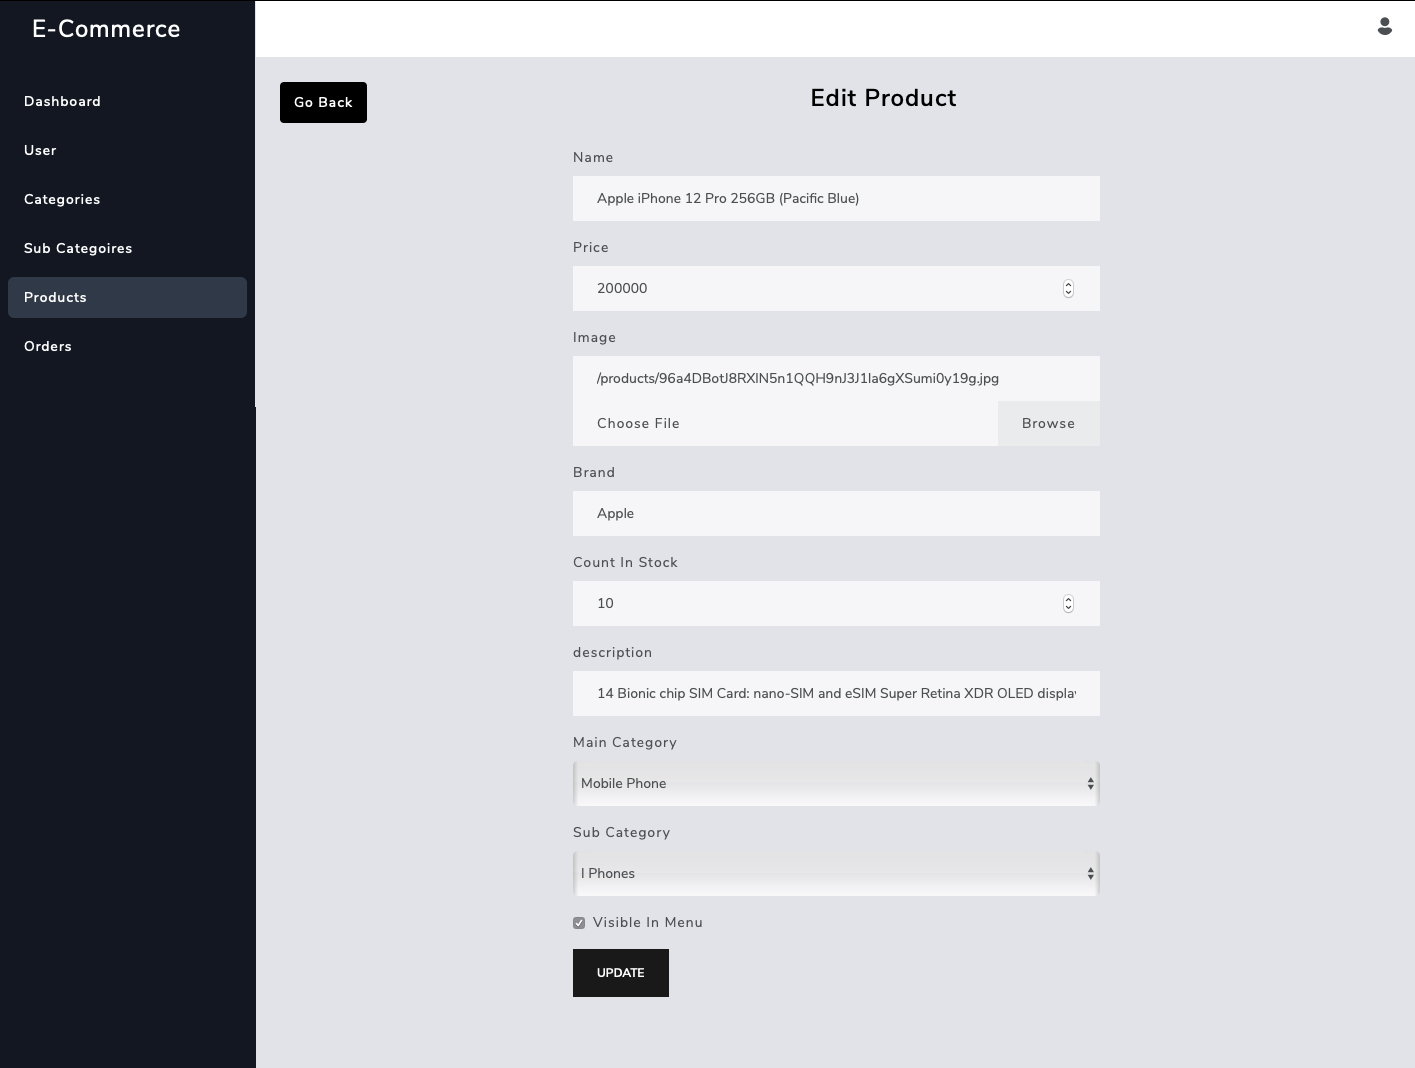 E-Commerce
Dashboard
User
Categories
Sub Categoires
Products
Orders
Go Back
Edit Product
Name
Apple iPhone 12 Pro 256GB (Pacific Blue)
Price
200000
Image
/products/96a4DBotJ8RXIN5n1QQH9nJ3J1la6gXSumi0y19g.jpg
Choose File
Browse
Brand
Apple
Count In Stock
10
description
14 Bionic chip SIM Card: nano-SIM and eSIM Super Retina XDR OLED display
Main Category
Mobile Phone
Sub Category
I Phones
Visible In Menu
UPDATE